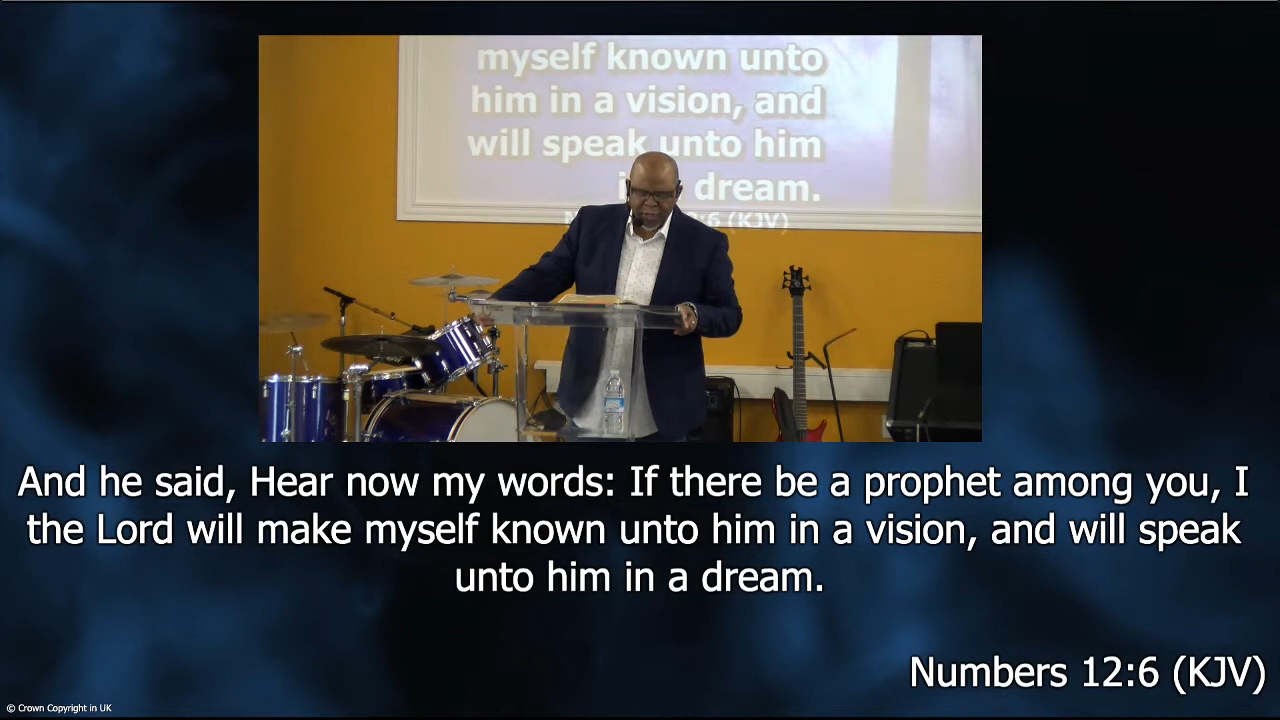 myself known unto
him in a vision, and
will speak unto him
dream.
:6 (KJV)
And he said, Hear now my words: If there be a prophet among you, I
the Lord will make myself known unto him in a vision, and will speak
unto him in a dream.
Numbers 12:6 (KJV)
© Crown Copyright in UK